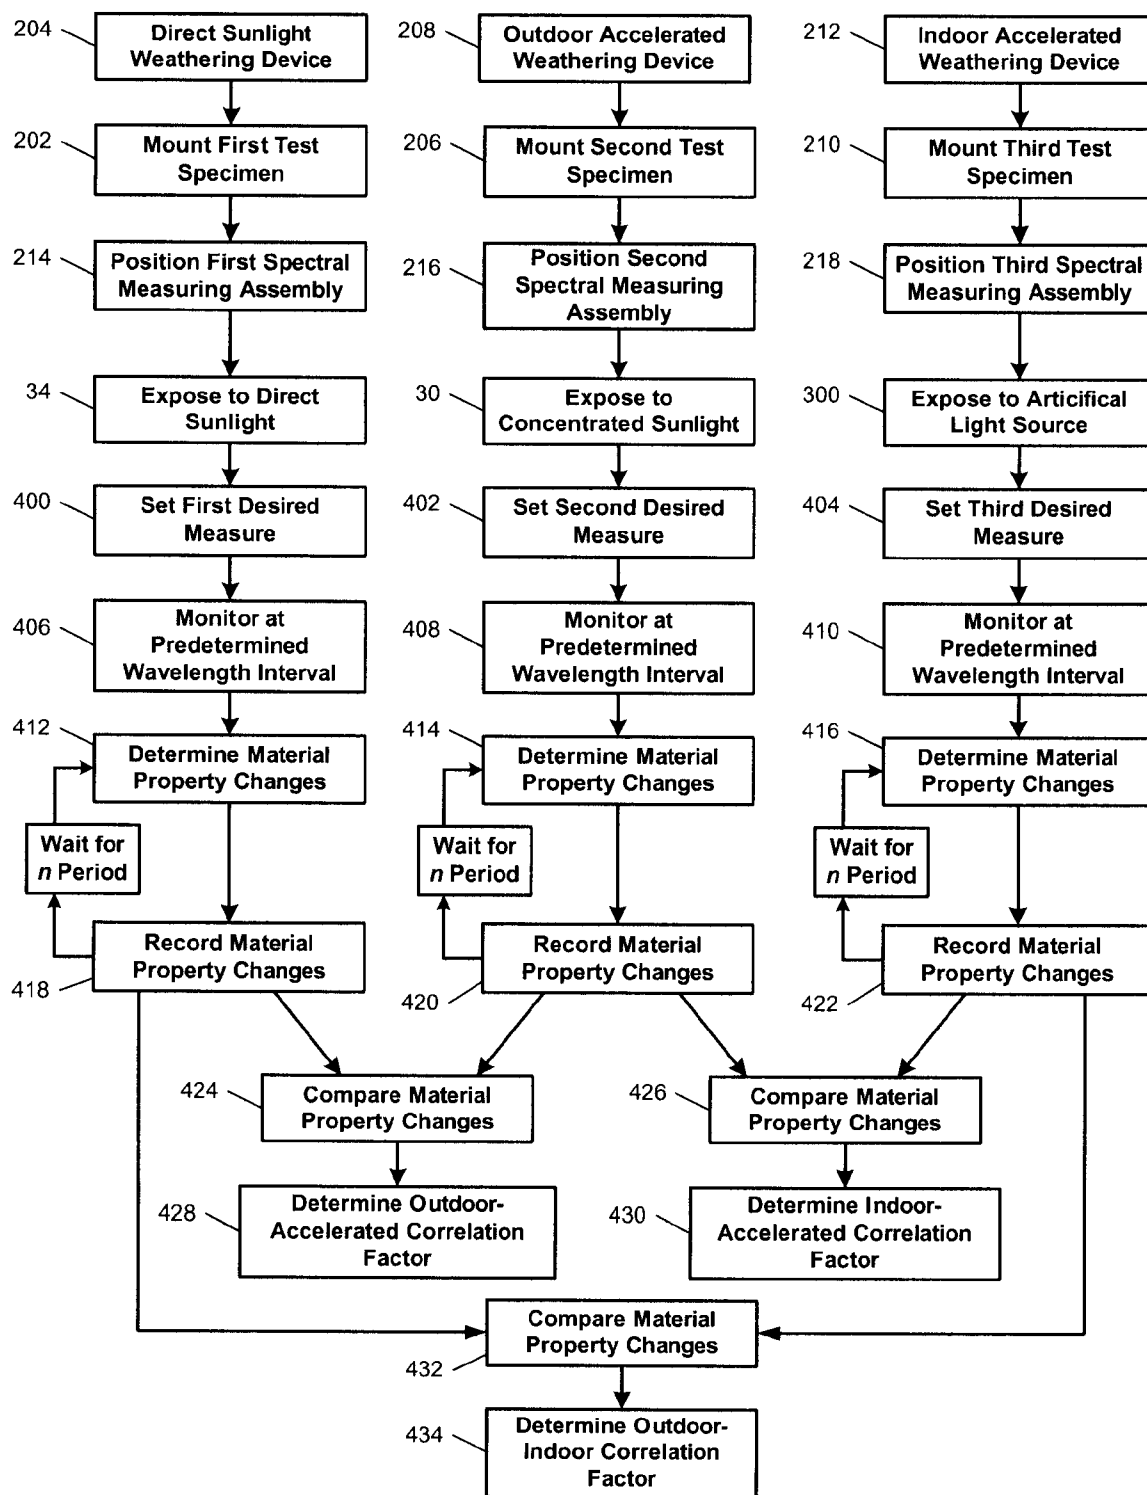 204
Direct Sunlight
Weathering Device
208
Outdoor Accelerated
Weathering Device
212
Indoor Accelerated
Weathering Device
202
Mount First Test
Specimen
206
Mount Second Test
Specimen
210
Mount Third Test
Specimen
214
Position First Spectral
Measuring Assembly
216
Position Second
Spectral Measuring
Assembly
218
Position Third Spectral
Measuring Assembly
34
Expose to Direct
Sunlight
30
Expose to
Concentrated Sunlight
300
Expose to Articifical
Light Source
400
Set First Desired
Measure
402
Set Second Desired
Measure
404
Set Third Desired
Measure
406
Monitor at
Predetermined
Wavelength Interval
408
Monitor at
Predetermined
Wavelength Interval
410
Monitor at
Predetermined
Wavelength Interval
412
Determine Material
Property Changes
414
Determine Material
Property Changes
416
Determine Material
Property Changes
Wait for
n Period
Wait for
n Period
Wait for
n Period
418
Record Material
Property Changes
420
Record Material
Property Changes
422
Record Material
Property Changes
424
Compare Material
Property Changes
426
Compare Material
Property Changes
428
Determine Outdoor-
Accelerated Correlation
Factor
430
Determine Indoor-
Accelerated Correlation
Factor
Compare Material
Property Changes
432
434
Determine Outdoor-
Indoor Correlation
Factor